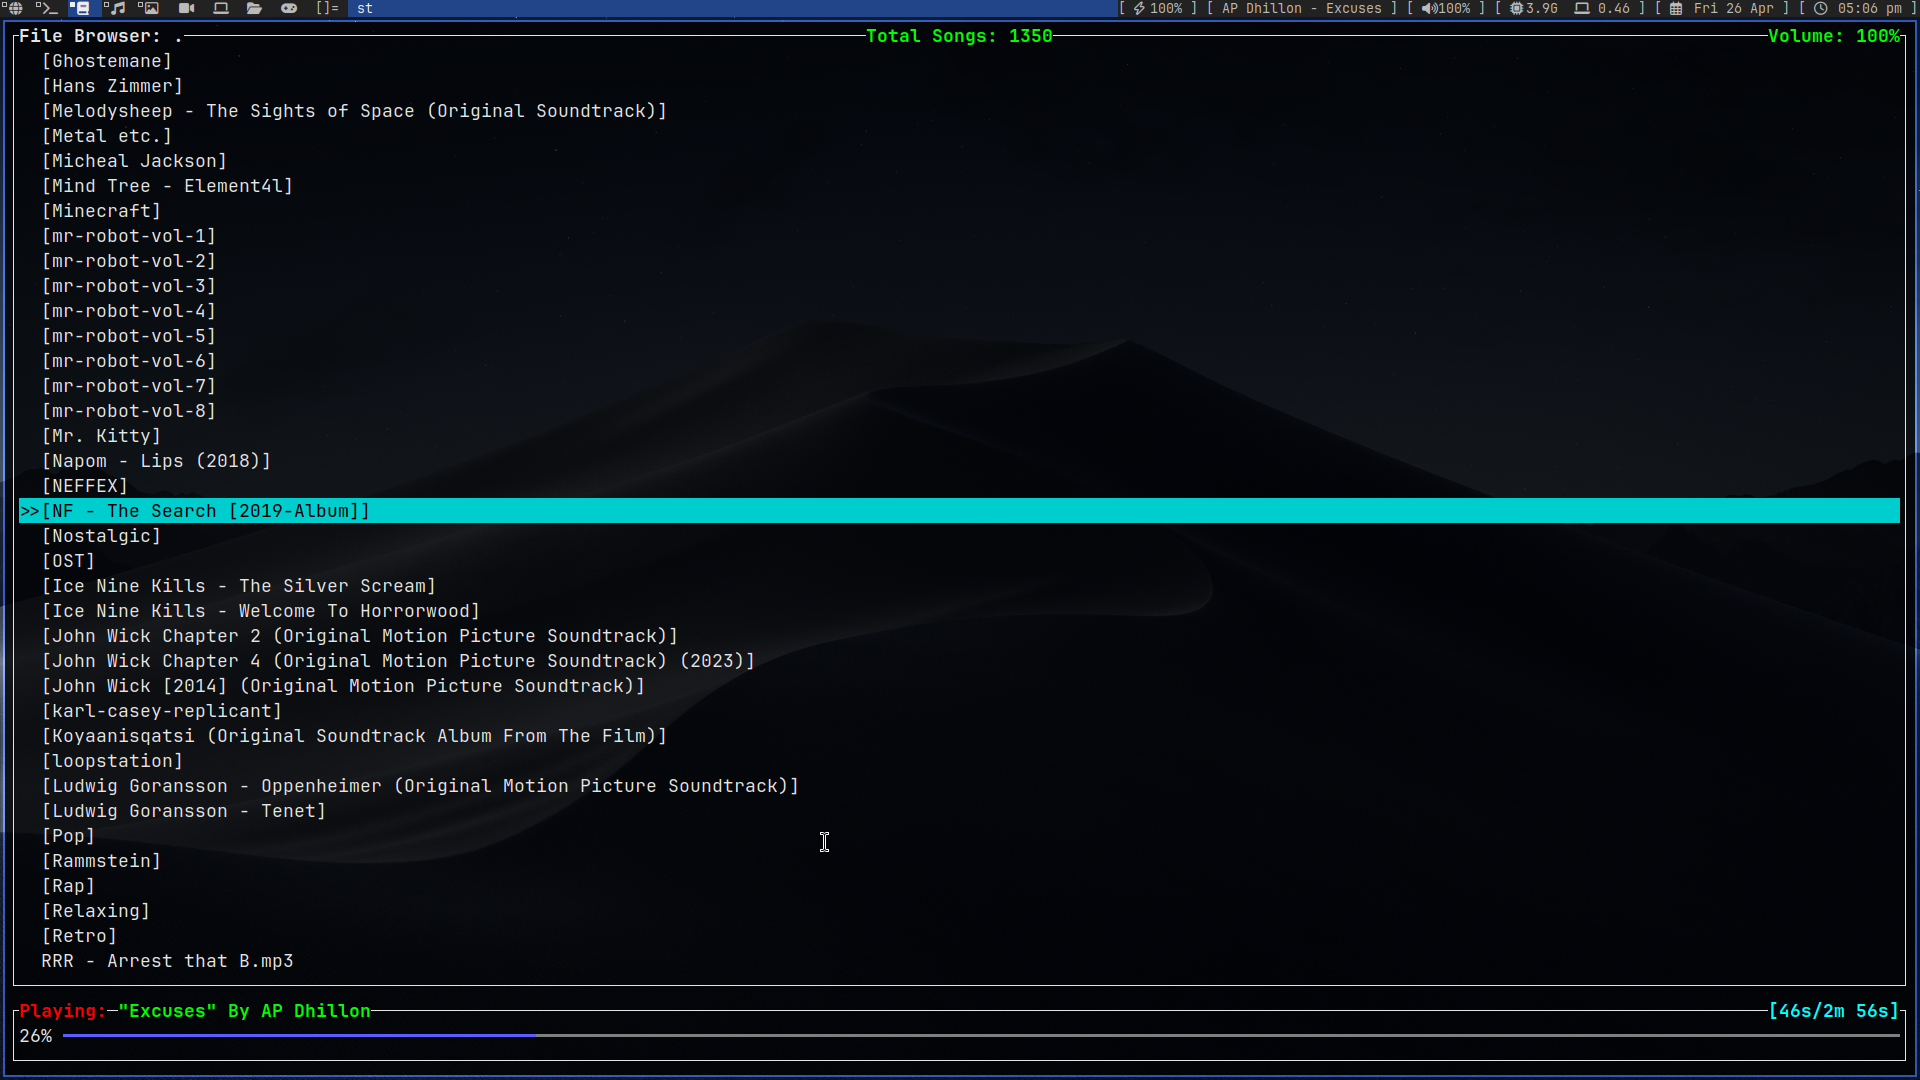 []= st [ 100% ] [ AP Dhillon - Excuses ] [ 100% ] [ 3.9G 0.46 ] [ Fri 26 Apr ] [ 05:06 pm ]
File Browser: . Total Songs: 1350 Volume: 100%
[Ghostemane]
[Hans Zimmer]
[Melodysheep - The Sights of Space (Original Soundtrack)]
[Metal etc.]
[Micheal Jackson]
[Mind Tree - Element4l]
[Minecraft]
[mr-robot-vol-1]
[mr-robot-vol-2]
[mr-robot-vol-3]
[mr-robot-vol-4]
[mr-robot-vol-5]
[mr-robot-vol-6]
[mr-robot-vol-7]
[mr-robot-vol-8]
[Mr. Kitty]
[Napom - Lips (2018)]
[NEFFEX]
>>[NF - The Search [2019-Album]]
[Nostalgic]
[OST]
[Ice Nine Kills - The Silver Scream]
[Ice Nine Kills - Welcome To Horrorwood]
[John Wick Chapter 2 (Original Motion Picture Soundtrack)]
[John Wick Chapter 4 (Original Motion Picture Soundtrack) (2023)]
[John Wick [2014] (Original Motion Picture Soundtrack)]
[karl-casey-replicant]
[Koyaanisqatsi (Original Soundtrack Album From The Film)]
[loopstation]
[Ludwig Goransson - Oppenheimer (Original Motion Picture Soundtrack)]
[Ludwig Goransson - Tenet]
[Pop]
[Rammstein]
[Rap]
[Relaxing]
[Retro]
RRR - Arrest that B.mp3
Playing: "Excuses" By AP Dhillon [46s/2m 56s]
26%